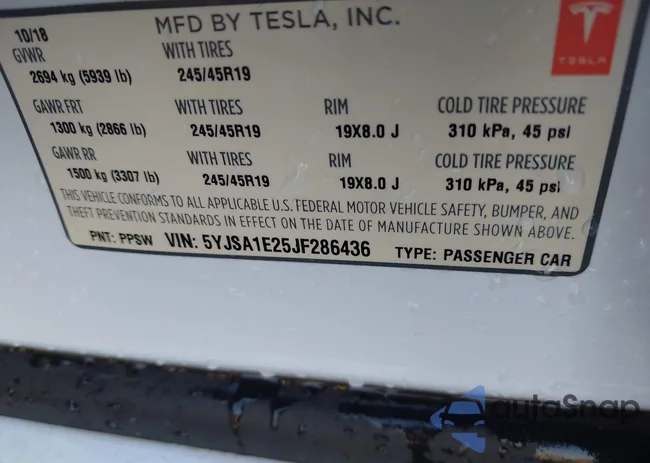 MFD BY TESLA, INC.
TESLA
10/18
GVWR WITH TIRES
2694 kg (5939 lb) 245/45R19
GAWR FRT WITH TIRES RIM COLD TIRE PRESSURE
1300 kg (2866 lb) 245/45R19 19X8.0 J 310 kPa, 45 psi
GAWR RR WITH TIRES RIM COLD TIRE PRESSURE
1500 kg (3307 lb) 245/45R19 19X8.0 J 310 kPa, 45 psi
THIS VEHICLE CONFORMS TO ALL APPLICABLE U.S. FEDERAL MOTOR VEHICLE SAFETY, BUMPER, AND
THEFT PREVENTION STANDARDS IN EFFECT ON THE DATE OF MANUFACTURE SHOWN ABOVE.
PNT: PPSW VIN: 5YJSA1E25JF286436 TYPE: PASSENGER CAR
autoSnap